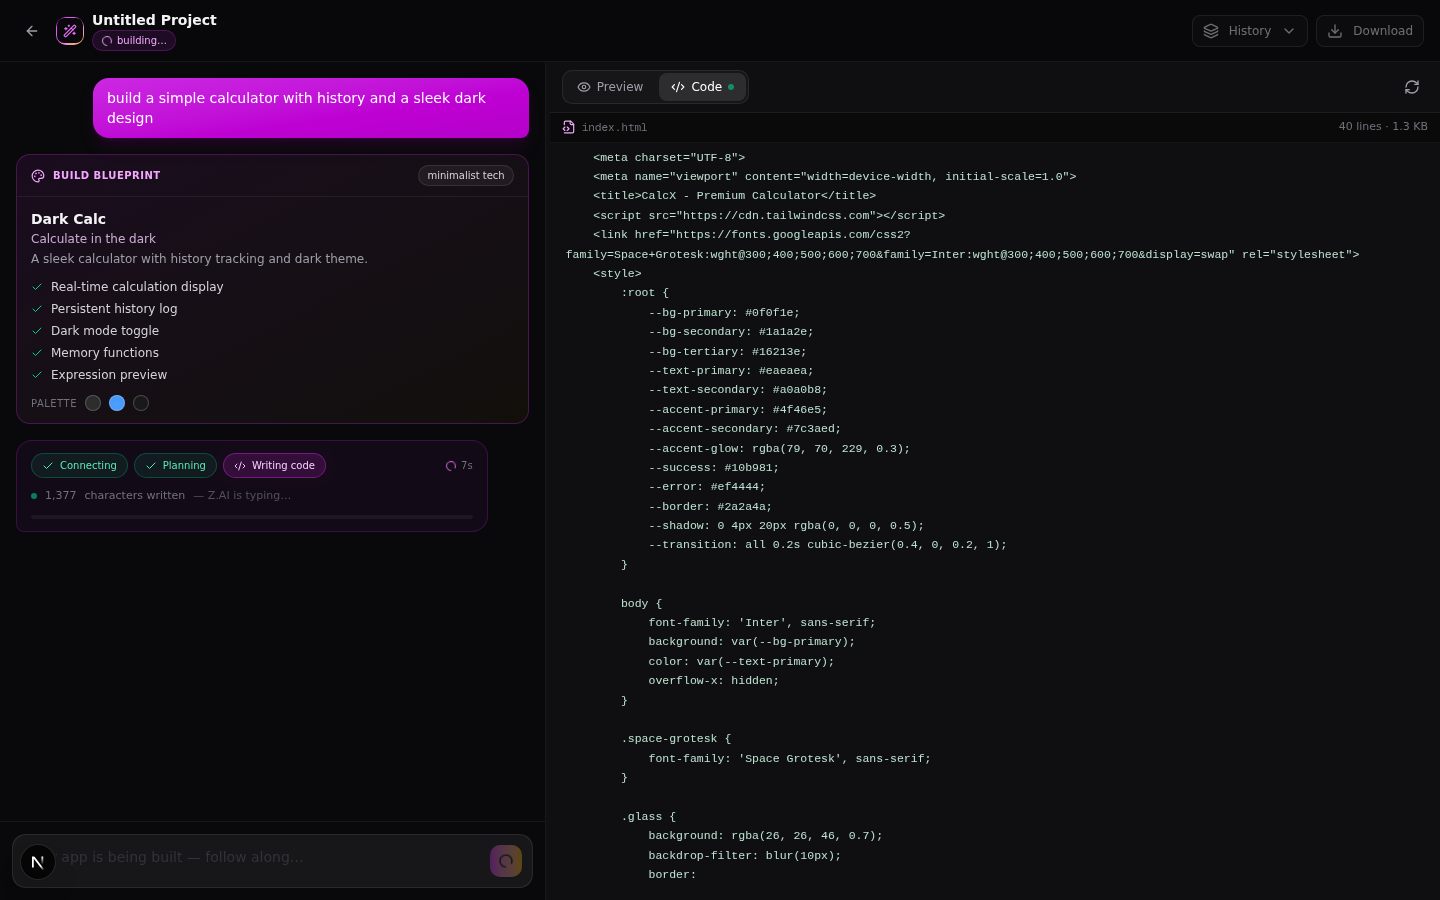 Untitled Project
building...
History
Download
build a simple calculator with history and a sleek dark
design
BUILD BLUEPRINT
minimalist tech
Dark Calc
Calculate in the dark
A sleek calculator with history tracking and dark theme.
Real-time calculation display
Persistent history log
Dark mode toggle
Memory functions
Expression preview
PALETTE
Connecting
Planning
Writing code
7s
1,377 characters written — Z.AI is typing...
app is being built — follow along...
N
Preview
Code
index.html
40 lines · 1.3 KB
<meta charset="UTF-8">
<meta name="viewport" content="width=device-width, initial-scale=1.0">
<title>CalcX - Premium Calculator</title>
<script src="https://cdn.tailwindcss.com"></script>
<link href="https://fonts.googleapis.com/css2?
family=Space+Grotesk:wght@300;400;500;600;700&family=Inter:wght@300;400;500;600;700&display=swap" rel="stylesheet">
<style>
:root {
--bg-primary: #0f0f1e;
--bg-secondary: #1a1a2e;
--bg-tertiary: #16213e;
--text-primary: #eaeaea;
--text-secondary: #a0a0b8;
--accent-primary: #4f46e5;
--accent-secondary: #7c3aed;
--accent-glow: rgba(79, 70, 229, 0.3);
--success: #10b981;
--error: #ef4444;
--border: #2a2a4a;
--shadow: 0 4px 20px rgba(0, 0, 0, 0.5);
--transition: all 0.2s cubic-bezier(0.4, 0, 0.2, 1);
}
body {
font-family: 'Inter', sans-serif;
background: var(--bg-primary);
color: var(--text-primary);
overflow-x: hidden;
}
.space-grotesk {
font-family: 'Space Grotesk', sans-serif;
}
.glass {
background: rgba(26, 26, 46, 0.7);
backdrop-filter: blur(10px);
border: